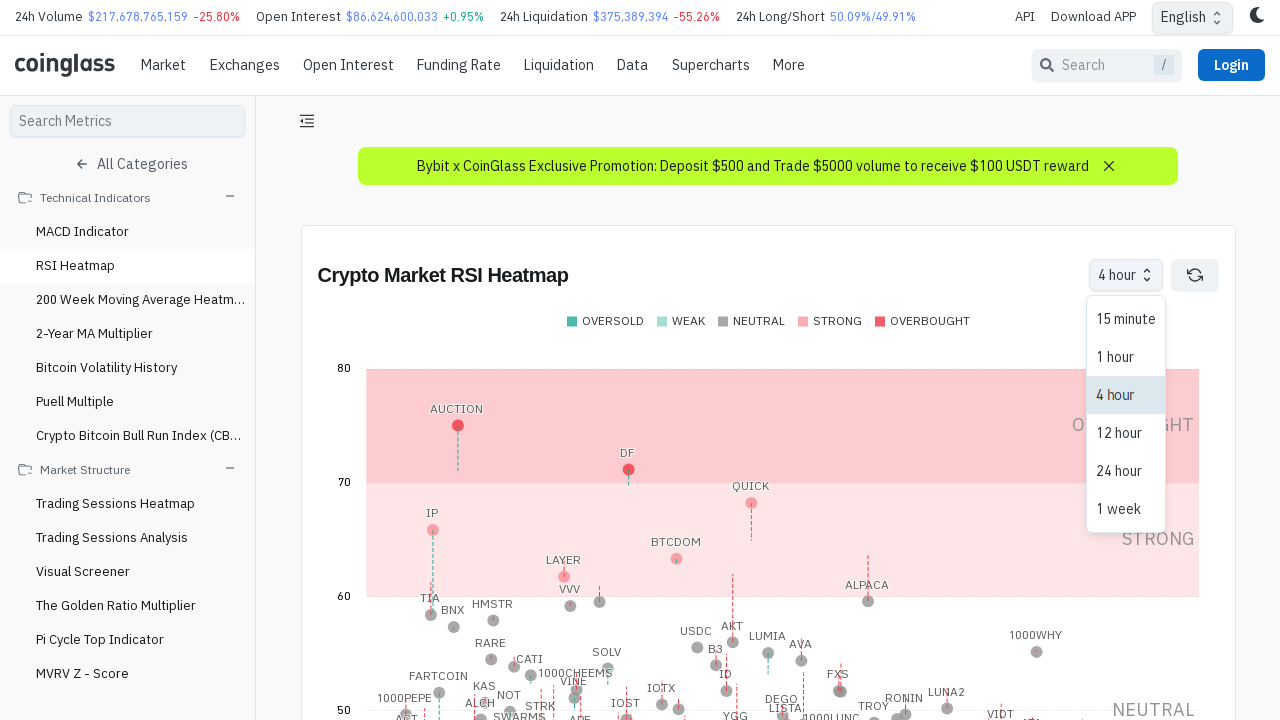 24h Volume $217,678,765,159 -25.80% Open Interest $86,624,600,033 +0.95% 24h Liquidation $375,389,394 -55.26% 24h Long/Short 50.09%/49.91% API Download APP English
coinglass Market Exchanges Open Interest Funding Rate Liquidation Data Supercharts More Search / Login
Search Metrics
All Categories
Technical Indicators
MACD Indicator
RSI Heatmap
200 Week Moving Average Heatm...
2-Year MA Multiplier
Bitcoin Volatility History
Puell Multiple
Crypto Bitcoin Bull Run Index (CB...
Market Structure
Trading Sessions Heatmap
Trading Sessions Analysis
Visual Screener
The Golden Ratio Multiplier
Pi Cycle Top Indicator
MVRV Z - Score
Bybit x CoinGlass Exclusive Promotion: Deposit $500 and Trade $5000 volume to receive $100 USDT reward
Crypto Market RSI Heatmap
4 hour
15 minute
1 hour
4 hour
12 hour
24 hour
1 week
OVERSOLD WEAK NEUTRAL STRONG OVERBOUGHT
80
AUCTION
DF
70
QUICK
IP
STRONG
BTCDOM
LAYER
ALPACA
VVV
60
TIA
HMSTR
BNX
AKT
USDC
LUMIA
1000WHY
RARE
AVA
B3
SOLV
CATI
1000CHEEMS
FARTCOIN
ID
FXS
VINE
KAS
IOTX
LUNA2
NOT
1000PEPE
DEGO
RONIN
ALCH
IOST
STRK
TROY
LISTA
50
NEUTRAL
VIDT
SWARMS
YGG
1000LUNC